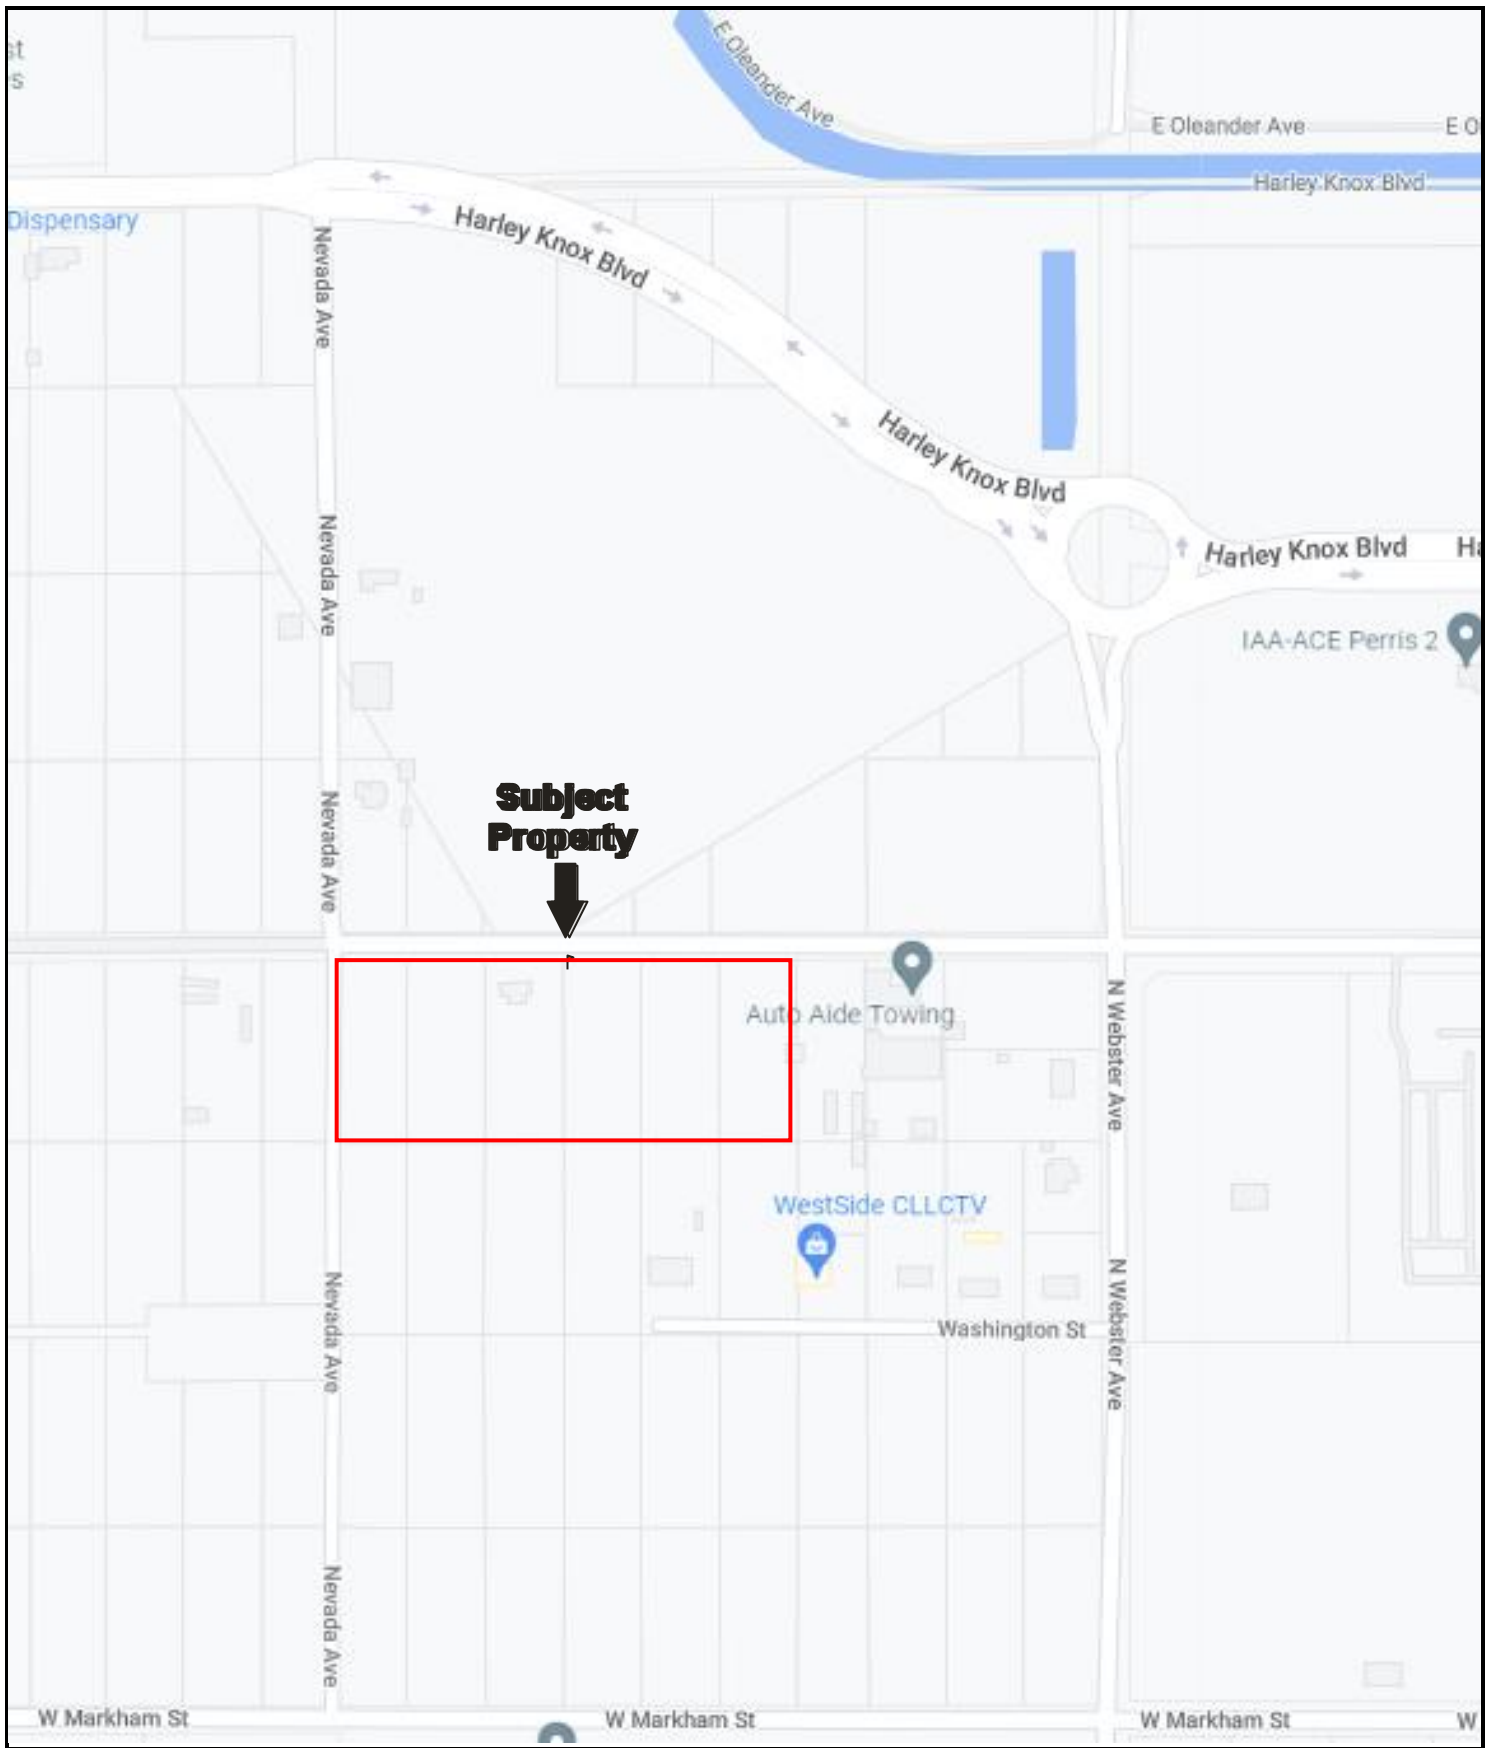 st
s
E Oleander Ave
E Oleander Ave
E O
Harley Knox Blvd
Dispensary
Harley Knox Blvd
Nevada Ave
Harley Knox Blvd
Nevada Ave
Harley Knox Blvd
Ha
IAA-ACE Perris 2
Subject
Property
Nevada Ave
Auto Aide Towing
N Webster Ave
WestSide CLLCTV
Nevada Ave
Washington St
N Webster Ave
Nevada Ave
W Markham St
W Markham St
W Markham St
W